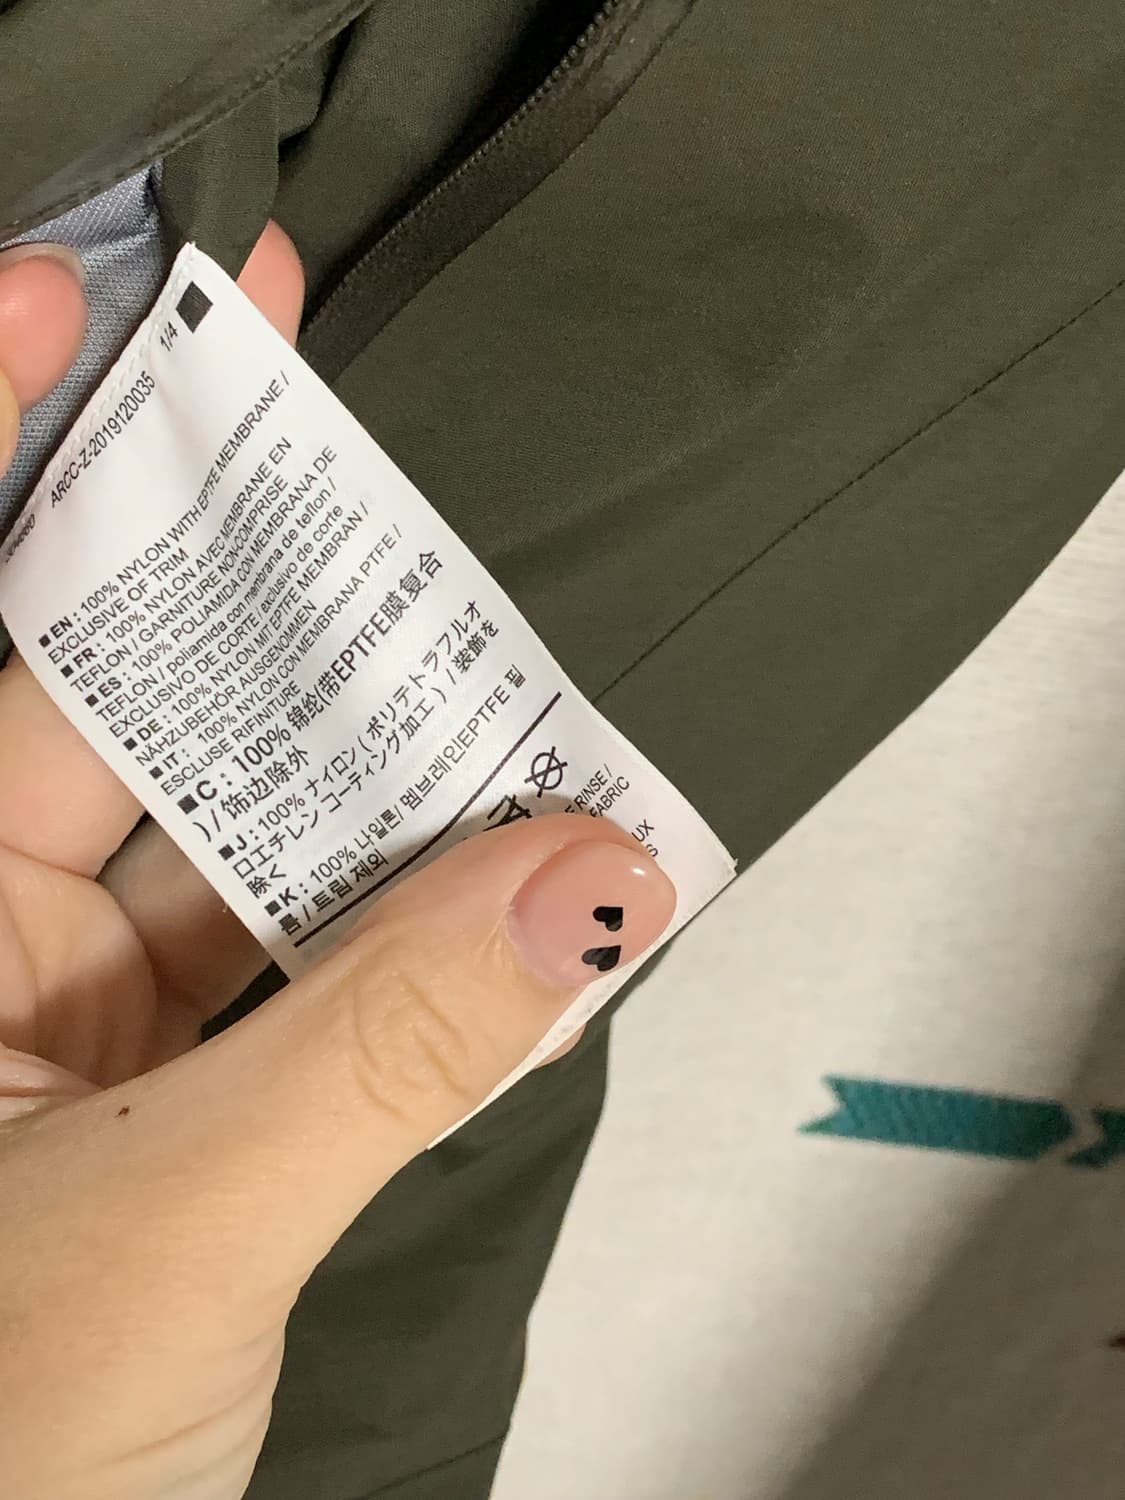 1/4
ARCC-Z-2019120035
■EN : 100% NYLON WITH EPTFE MEMBRANE /
EXCLUSIVE OF TRIM
■FR : 100% NYLON AVEC MEMBRANE EN
TEFLON / GARNITURE NON-COMPRISE
■ES : 100% POLIAMIDA CON MEMBRANA DE
TEFLON / poliamida con membrana de teflon /
EXCLUSIVO DE CORTE / exclusivo de corte
■DE : 100% NYLON MIT EPTFE MEMBRAN /
NÄHZUBEHÖR AUSGENOMMEN
■IT : 100% NYLON CON MEMBRANA PTFE /
ESCLUSE RIFINITURE
■C : 100% 锦纶(带EPTFE膜复合
) / 饰边除外
■J : 100% ナイロン ( ポリテトラフルオ
ロエチレン コーティング加工 ) / 装飾を
除く
■K : 100% 나일론/ 멤브레인EPTFE 필
름 / 트림 제외
RINSE /
FABRIC
UX